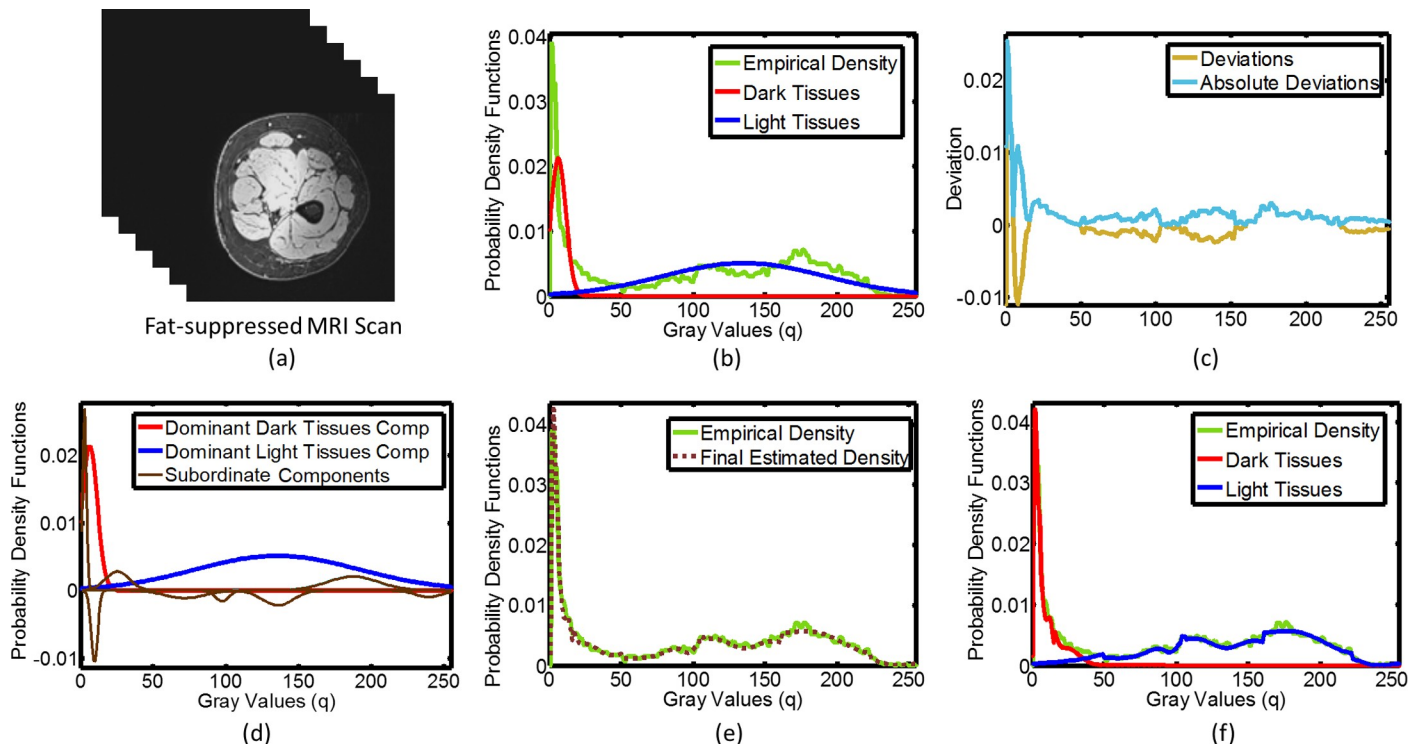 Fat-suppressed MRI Scan
(a)
0.04
0.03
0.02
0.01
0
0
50
100
150
200
250
Probability Density Functions
Gray Values (q)
Empirical Density
Dark Tissues
Light Tissues
(b)
0.02
0.01
0
-0.01
0
50
100
150
200
250
Deviation
Deviations
Absolute Deviations
(c)
0.02
0.01
0
-0.01
0
50
100
150
200
250
Probability Density Functions
Gray Values (q)
Dominant Dark Tissues Comp
Dominant Light Tissues Comp
Subordinate Components
(d)
0.04
0.03
0.02
0.01
0
0
50
100
150
200
250
Probability Density Functions
Gray Values (q)
Empirical Density
Final Estimated Density
(e)
0.04
0.03
0.02
0.01
0
0
50
100
150
200
250
Probability Density Functions
Gray Values (q)
Empirical Density
Dark Tissues
Light Tissues
(f)